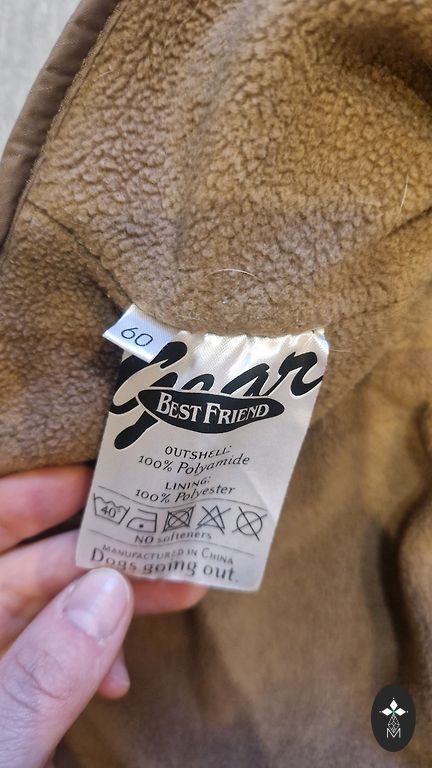 60
Gear
BEST FRIEND
OUTSHELL:
100% Polyamide
LINING:
100% Polyester
40°
NO softeners
MANUFACTURED IN CHINA
Dogs going out.
M